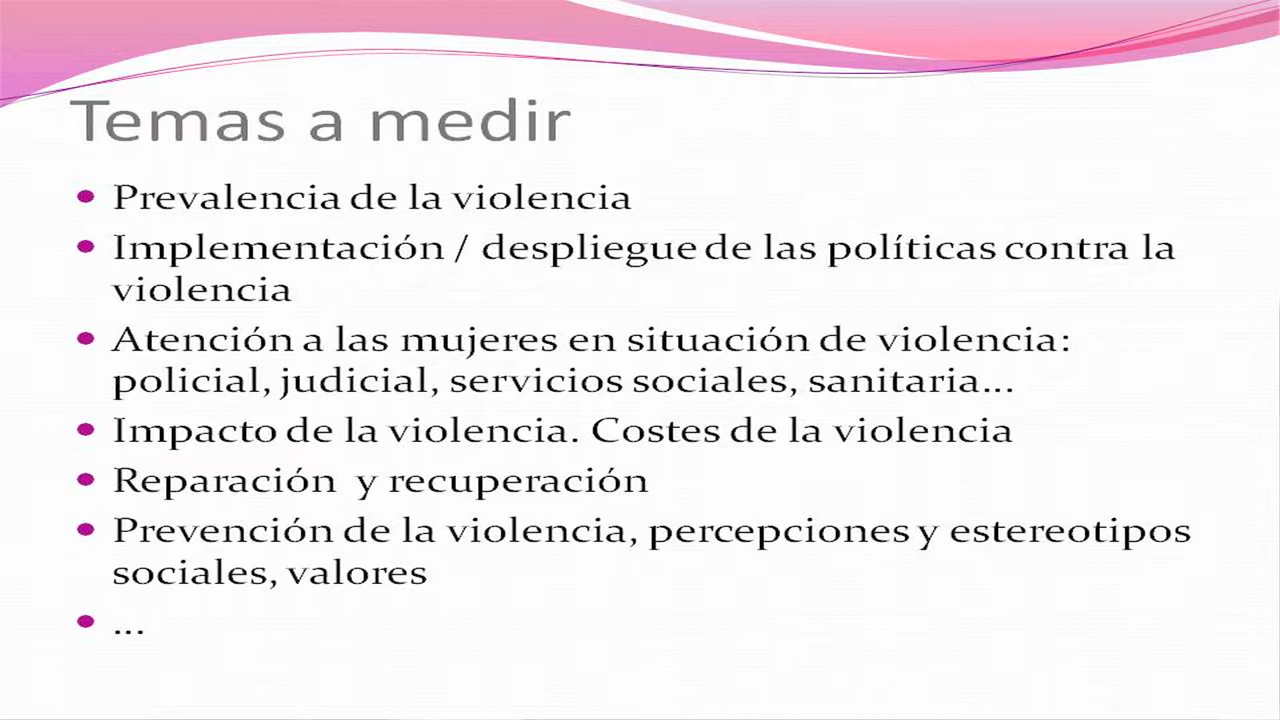 Temas a medir
• Prevalencia de la violencia
• Implementación / despliegue de las políticas contra la
violencia
• Atención a las mujeres en situación de violencia:
policial, judicial, servicios sociales, sanitaria...
• Impacto de la violencia. Costes de la violencia
• Reparación y recuperación
• Prevención de la violencia, percepciones y estereotipos
sociales, valores
• ...